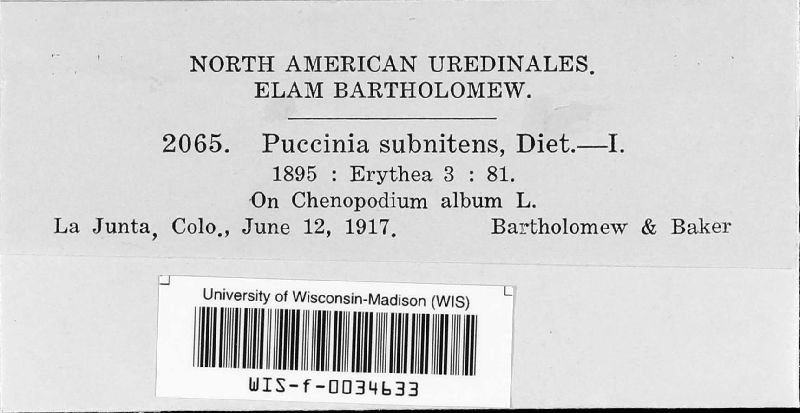 NORTH AMERICAN UREDINALES.
ELAM BARTHOLOMEW.
2065. Puccinia subnitens, Diet.—I.
1895 : Erythea 3 : 81.
On Chenopodium album L.
La Junta, Colo., June 12, 1917. Bartholomew & Baker
University of Wisconsin-Madison (WIS)
WIS-f-0034633